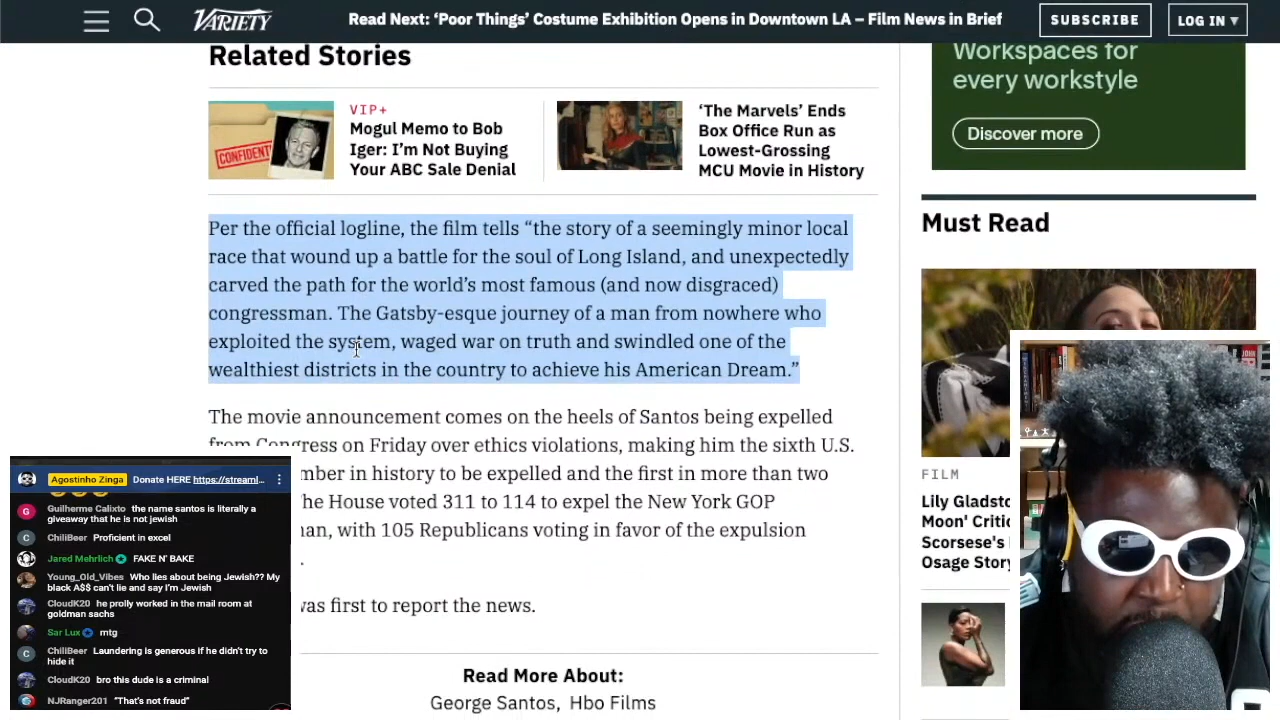 VARIETY
Read Next: ‘Poor Things’ Costume Exhibition Opens in Downtown LA – Film News in Brief
SUBSCRIBE
LOG IN ▾
Related Stories
CONFIDENT
VIP+
Mogul Memo to Bob
Iger: I’m Not Buying
Your ABC Sale Denial
‘The Marvels’ Ends
Box Office Run as
Lowest-Grossing
MCU Movie in History
Per the official logline, the film tells “the story of a seemingly minor local
race that wound up a battle for the soul of Long Island, and unexpectedly
carved the path for the world’s most famous (and now disgraced)
congressman. The Gatsby-esque journey of a man from nowhere who
exploited the system, waged war on truth and swindled one of the
wealthiest districts in the country to achieve his American Dream.”
The movie announcement comes on the heels of Santos being expelled
from Congress on Friday over ethics violations, making him the sixth U.S.
mber in history to be expelled and the first in more than two
he House voted 311 to 114 to expel the New York GOP
an, with 105 Republicans voting in favor of the expulsion
was first to report the news.
Read More About:
George Santos, Hbo Films
Workspaces for
every workstyle
Discover more
Must Read
FILM
Lily Gladsto
Moon' Critic
Scorsese's
Osage Story
Agostinho Zinga Donate HERE https://streaml...
Guilherme Calixto the name santos is literally a
giveaway that he is not jewish
ChiliBeer Proficient in excel
Jared Mehrlich FAKE N' BAKE
Young_Old_Vibes Who lies about being Jewish?? My
black A$$ can't lie and say I'm Jewish
CloudK20 he prolly worked in the mail room at
goldman sachs
Sar Lux mtg
ChiliBeer Laundering is generous if he didn't try to
hide it
CloudK20 bro this dude is a criminal
NJRanger201 "That's not fraud"